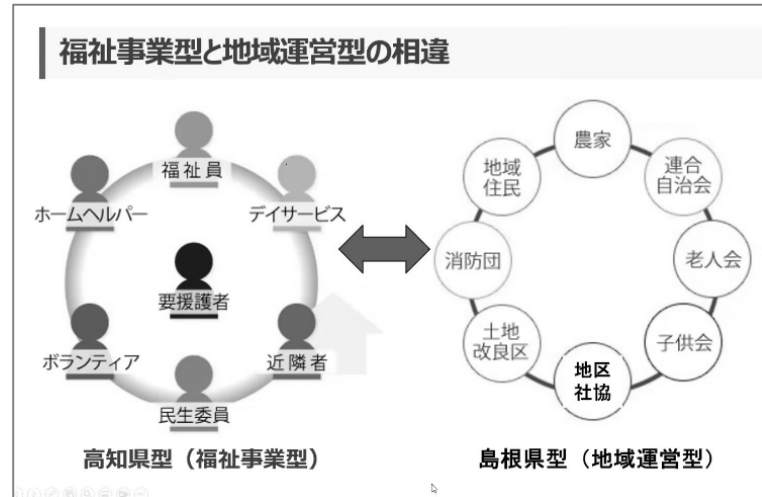 福祉事業型と地域運営型の相違
福祉員
ホームヘルパー
デイサービス
要援護者
ボランティア
近隣者
民生委員
高知県型（福祉事業型）
農家
地域
住民
連合
自治会
消防団
老人会
土地
改良区
子供会
地区
社協
島根県型（地域運営型）